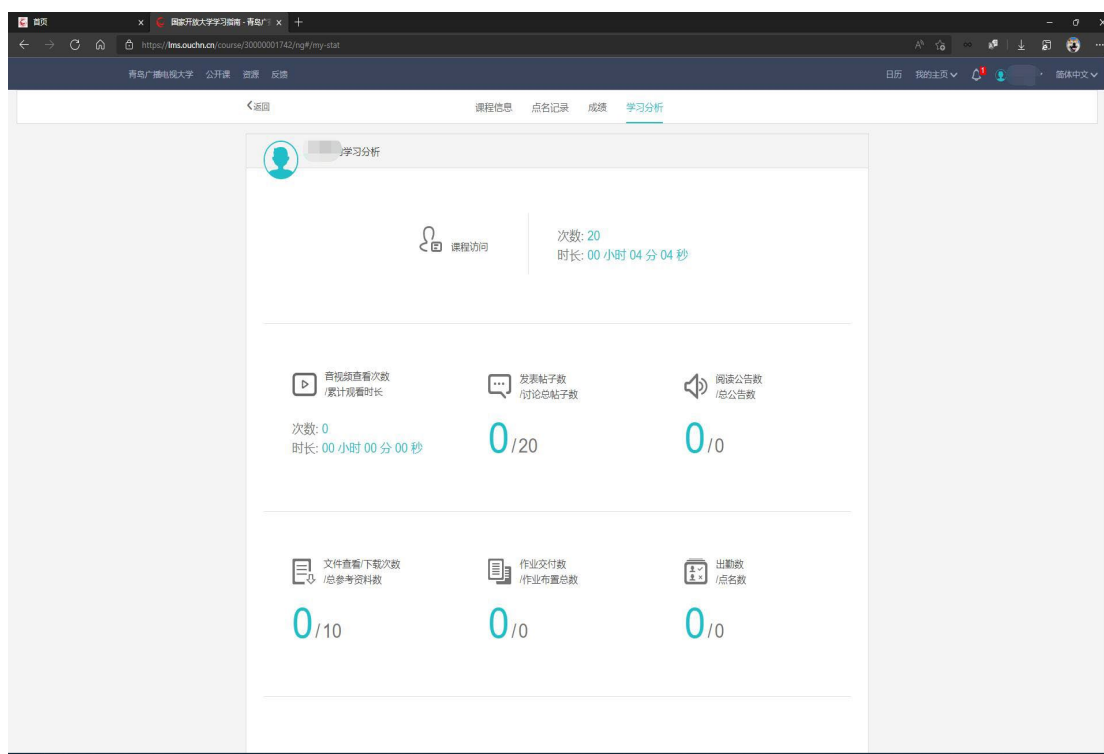 首页
国家开放大学学习指南 - 青岛广
https://lms.ouchn.cn/course/30000001742/ng#/my-stat
青岛广播电视大学 公开课 资源 反馈
日历 我的主页 1 简体中文
返回
课程信息 点名记录 成绩 学习分析
的学习分析
课程访问
次数: 20
时长: 00 小时 04 分 04 秒
音视频查看次数
/累计观看时长
次数: 0
时长: 00 小时 00 分 00 秒
发表帖子数
/讨论总帖子数
0/20
阅读公告数
/总公告数
0/0
文件查看/下载次数
/总参考资料数
0/10
作业交付数
/作业布置总数
0/0
出勤数
/点名数
0/0